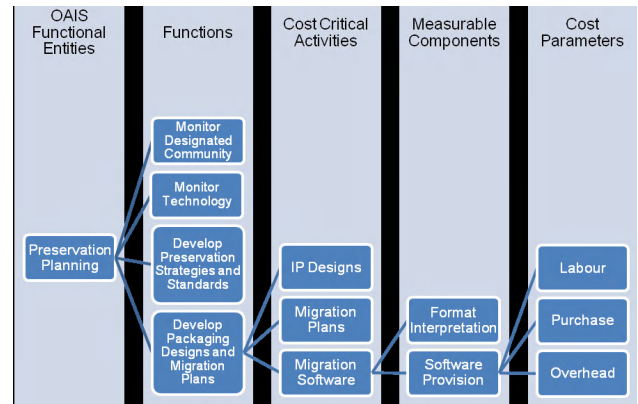 OAIS
Functional
Entities
Functions
Cost Critical
Activities
Measurable
Components
Cost
Parameters
Preservation
Planning
Monitor
Designated
Community
Monitor
Technology
Develop
Preservation
Strategies and
Standards
Develop
Packaging
Designs and
Migration
Plans
IP Designs
Migration
Plans
Migration
Software
Format
Interpretation
Software
Provision
Labour
Purchase
Overhead